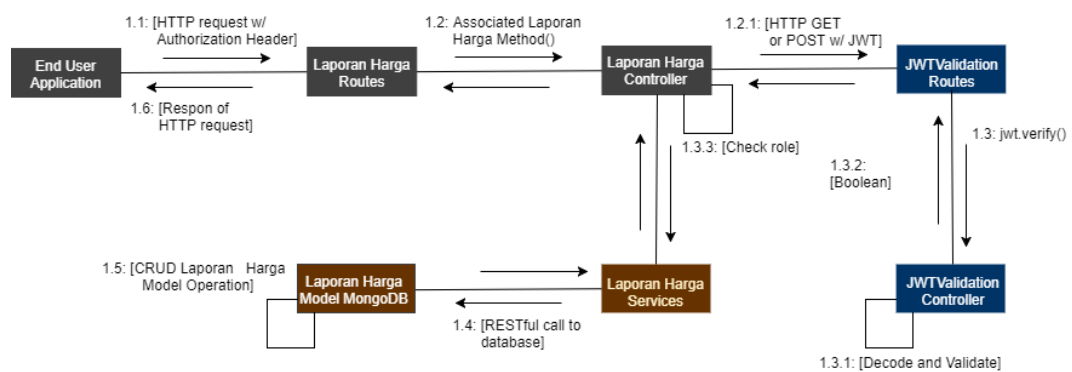 1.1: [HTTP request w/
Authorization Header]
1.2: Associated Laporan
Harga Method()
1.2.1: [HTTP GET
or POST w/ JWT]
End User
Application
Laporan Harga
Routes
Laporan Harga
Controller
JWTValidation
Routes
1.6: [Respon of
HTTP request]
1.3.3: [Check role]
1.3: jwt.verify()
1.3.2:
[Boolean]
1.5: [CRUD Laporan Harga
Model Operation]
Laporan Harga
Model MongoDB
Laporan Harga
Services
JWTValidation
Controller
1.4: [RESTful call to
database]
1.3.1: [Decode and Validate]